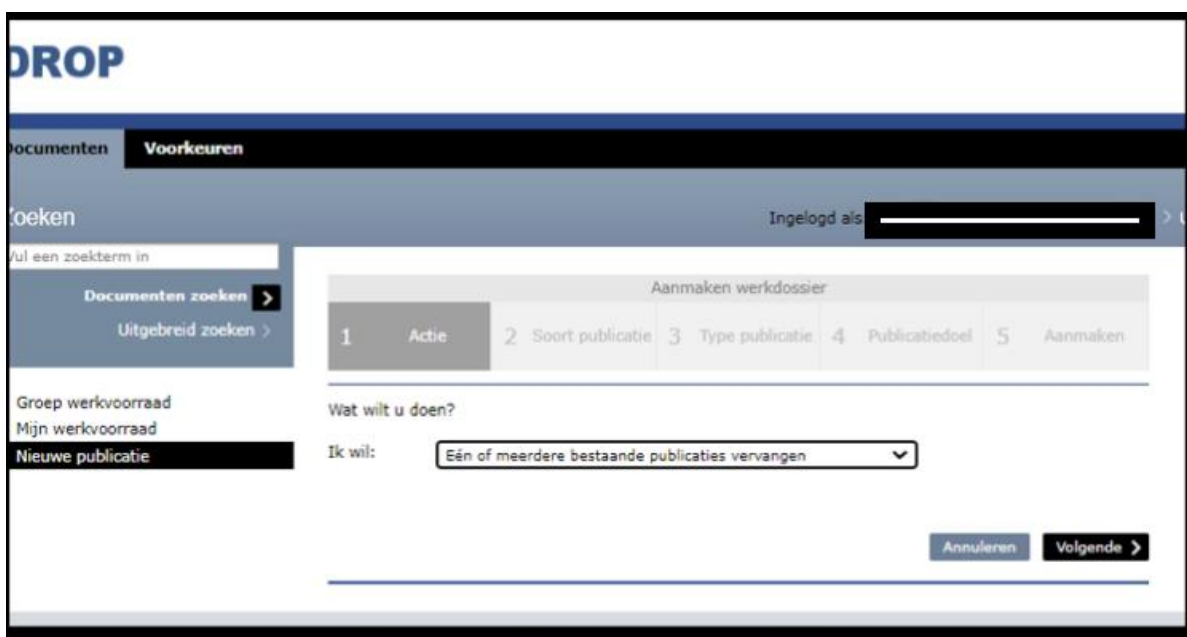 DROP
Documenten Voorkeuren
Zoeken
Ingelogd als
Vul een zoekterm in
Documenten zoeken
Uitgebreid zoeken
Groep werkvoorraad
Mijn werkvoorraad
Nieuwe publicatie
Aanmaken werkdossier
1 Actie 2 Soort publicatie 3 Type publicatie 4 Publicatiedoel 5 Aanmaken
Wat wilt u doen?
Ik wil: Eén of meerdere bestaande publicaties vervangen
Annuleren Volgende